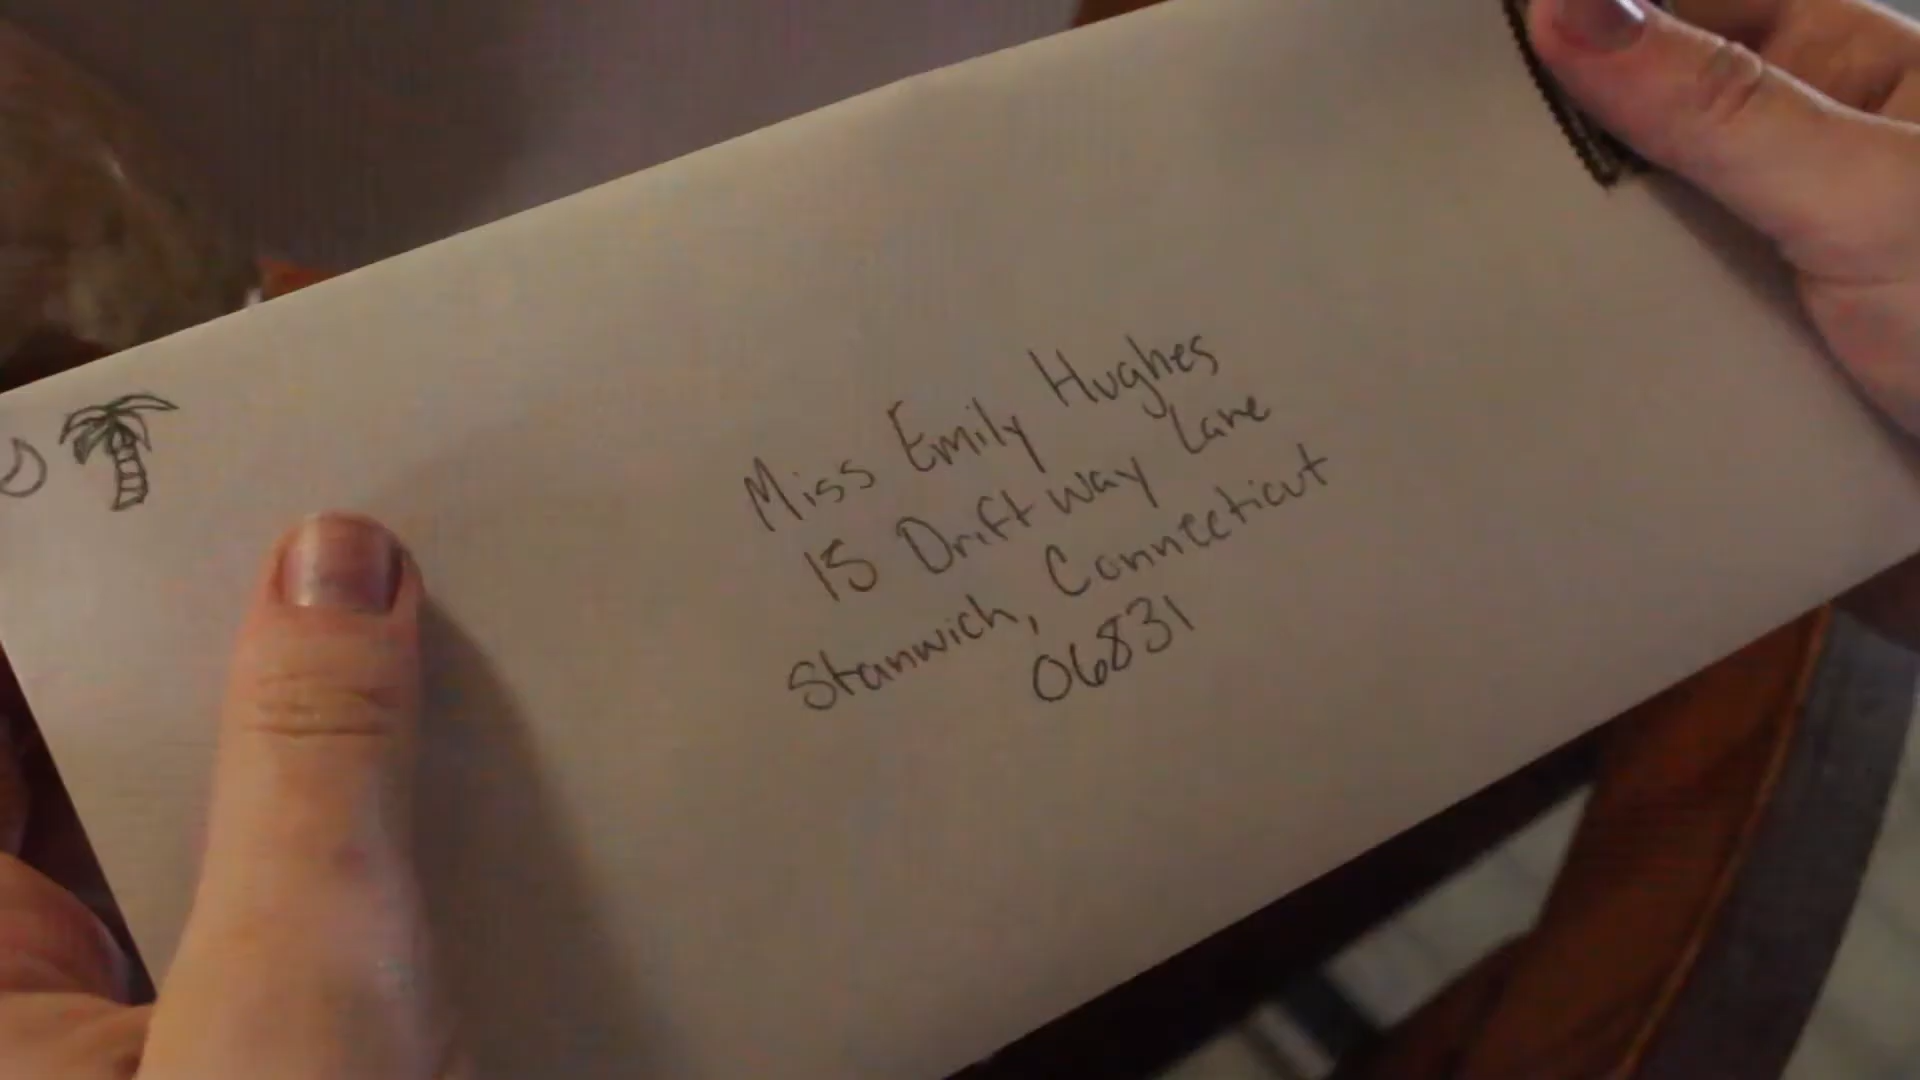 Miss Emily Hughes
15 Driftway Lane
Stanwich, Connecticut
06831